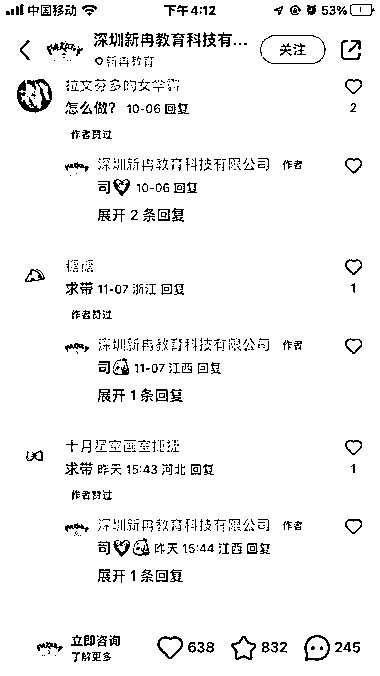 中国移动 下午4:12 53%
深圳新冉教育科技有...
新冉教育
关注
拉文芬多的女学霸
怎么做? 10-06 回复
2
作者赞过
深圳新冉教育科技有限公司 作者
司 10-06 回复
展开 2 条回复
求带 11-07 浙江 回复
1
作者赞过
深圳新冉教育科技有限公司 作者
司 11-07 江西 回复
展开 1 条回复
十月星空画室
求带 昨天 15:43 河北 回复
1
作者赞过
深圳新冉教育科技有限公司 作者
司 昨天 15:44 江西 回复
展开 1 条回复
立即咨询
了解更多
638
832
245